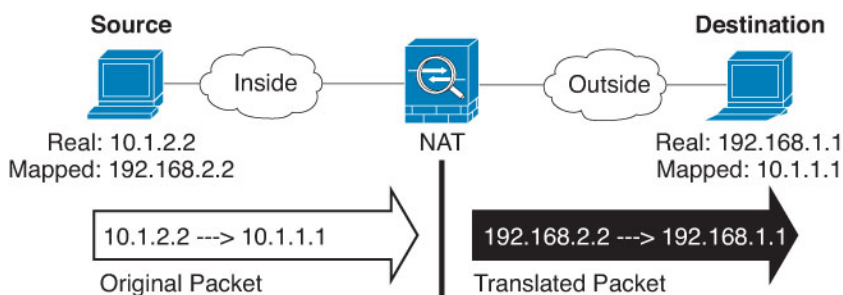 Source
Destination
Inside
Outside
Real: 10.1.2.2
Mapped: 192.168.2.2
NAT
Real: 192.168.1.1
Mapped: 10.1.1.1
10.1.2.2 ---> 10.1.1.1
192.168.2.2 ---> 192.168.1.1
Original Packet
Translated Packet